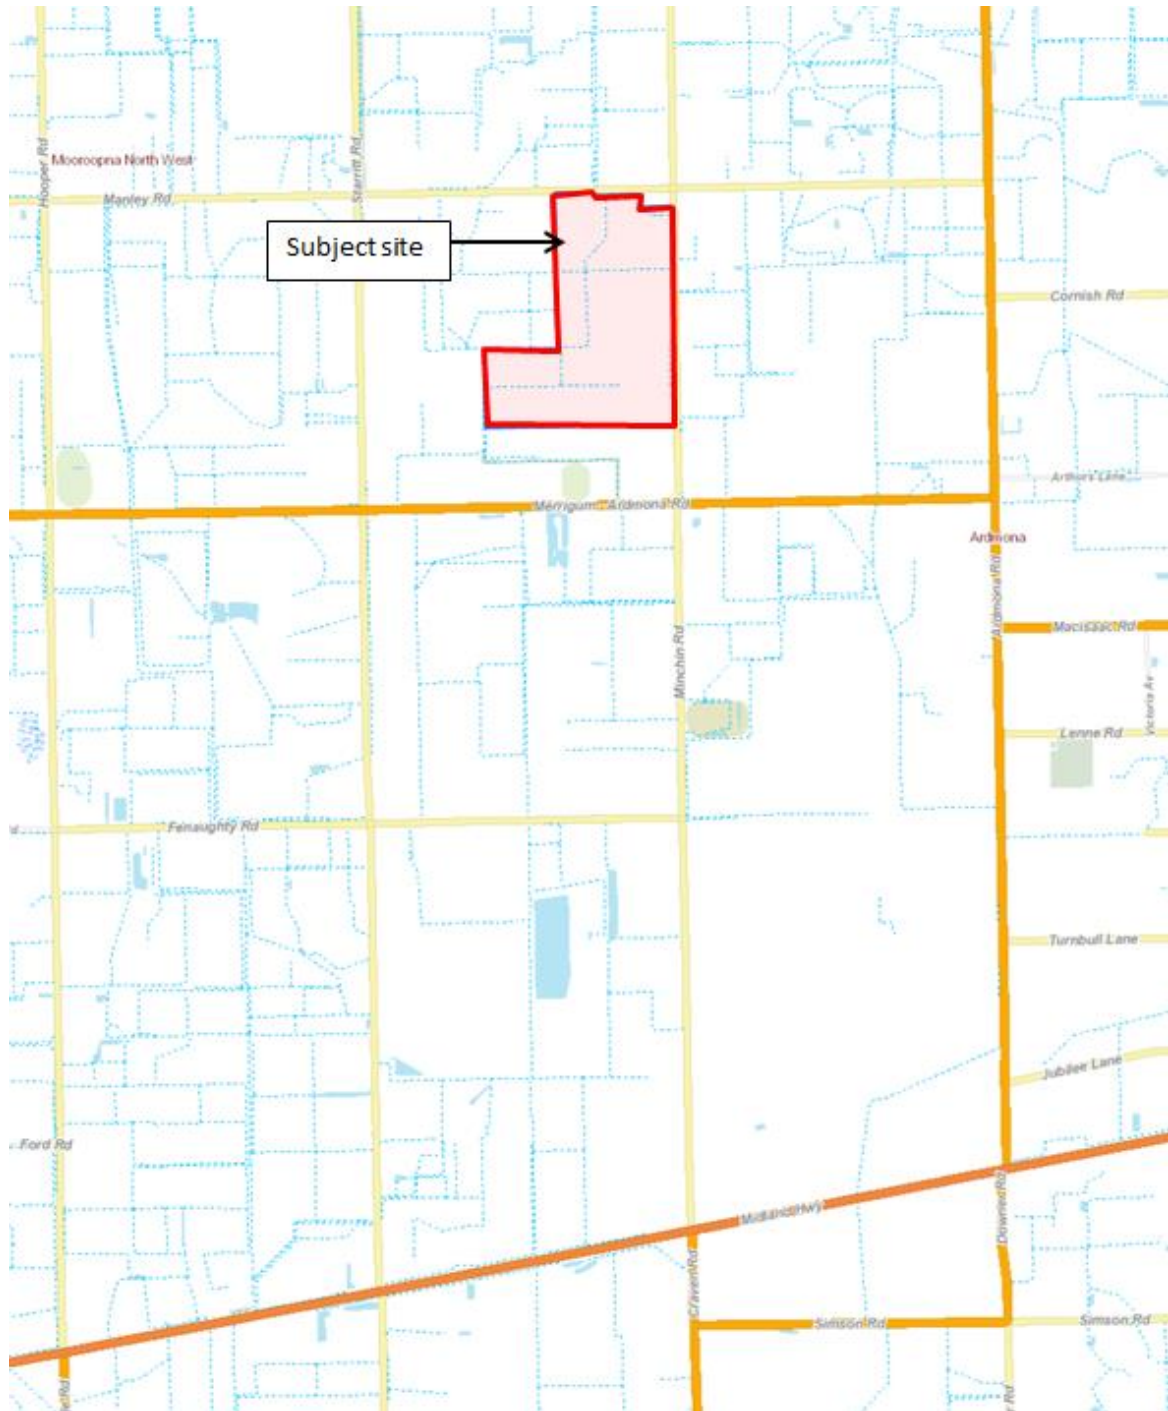 Hooper Rd
Mooroopna North West
Starritt Rd
Manley Rd
Subject site
Cornish Rd
Arthurs Lane
Merrigum - Ardmona Rd
Ardmona
Ardmona Rd
Macisaac Rd
Minchin Rd
Victoria Av
Lenne Rd
Fenaughty Rd
Turnbull Lane
Jubilee Lane
Ford Rd
Midland Hwy
Downie Rd
Craven Rd
Simson Rd
Simson Rd